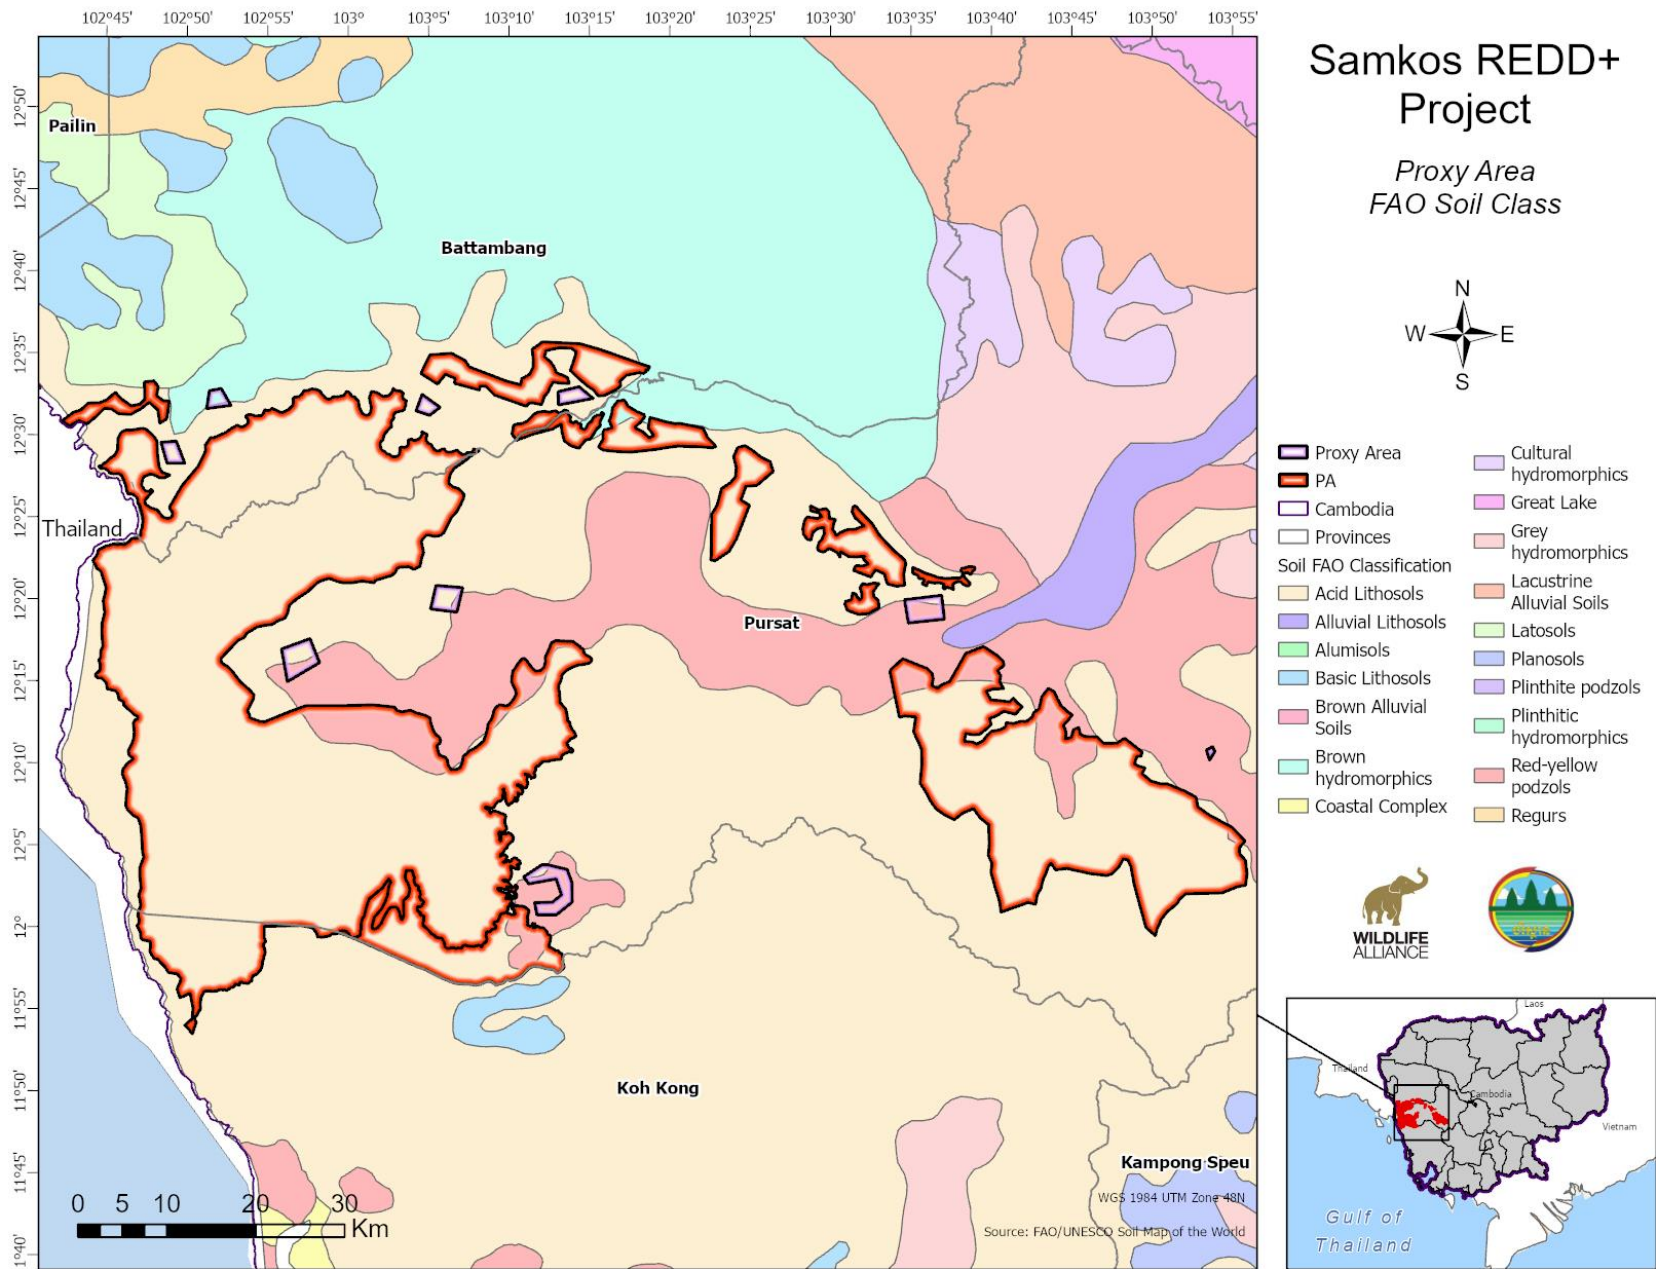 102°45' 102°50' 102°55' 103° 103°5' 103°10' 103°15' 103°20' 103°25' 103°30' 103°35' 103°40' 103°45' 103°50' 103°55'
12°50'
12°45'
12°40'
12°35'
12°30'
12°25'
12°20'
12°15'
12°10'
12°5'
12°
11°55'
11°50'
11°45'
11°40'
Pailin
Battambang
Thailand
Pursat
Koh Kong
Kampong Speu
WGS 1984 UTM Zone 48N
Source: FAO/UNESCO Soil Map of the World
0 5 10 20 30
Km
Samkos REDD+
Project
Proxy Area
FAO Soil Class
N
W E
S
Proxy Area
PA
Cambodia
Provinces
Soil FAO Classification
Acid Lithosols
Alluvial Lithosols
Alumisols
Basic Lithosols
Brown Alluvial
Soils
Brown
hydromorphics
Coastal Complex
Cultural
hydromorphics
Great Lake
Grey
hydromorphics
Lacustrine
Alluvial Soils
Latosols
Planosols
Plinthite podzols
Plinthitic
hydromorphics
Red-yellow
podzols
Regurs
WILDLIFE
ALLIANCE
Laos
Thailand
Cambodia
Vietnam
Gulf of
Thailand